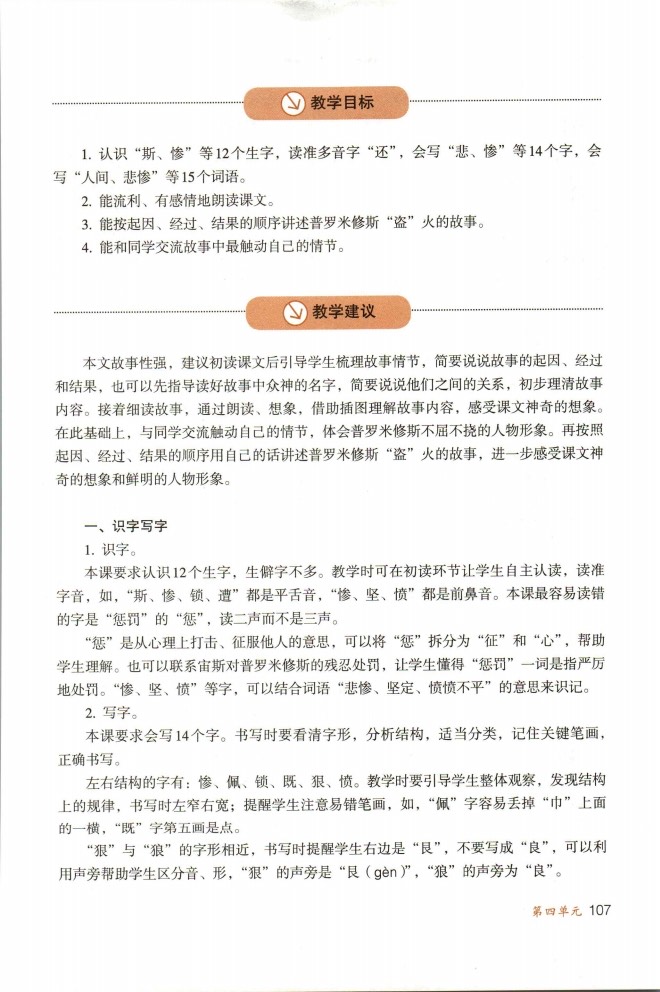 教学目标
1. 认识“斯、惨”等12个生字，读准多音字“还”，会写“悲、惨”等14个字，会
写“人间、悲惨”等15个词语。
2. 能流利、有感情地朗读课文。
3. 能按起因、经过、结果的顺序讲述普罗米修斯“盗”火的故事。
4. 能和同学交流故事中最触动自己的情节。
教学建议
本文故事性强，建议初读课文后引导学生梳理故事情节，简要说说故事的起因、经过
和结果，也可以先指导读好故事中众神的名字，简要说说他们之间的关系，初步理清故事
内容。接着细读故事，通过朗读、想象，借助插图理解故事内容，感受课文神奇的想象。
在此基础上，与同学交流触动自己的情节，体会普罗米修斯不屈不挠的人物形象。再按照
起因、经过、结果的顺序用自己的话讲述普罗米修斯“盗”火的故事，进一步感受课文神
奇的想象和鲜明的人物形象。
一、识字写字
1. 识字。
本课要求认识12个生字，生僻字不多。教学时可在初读环节让学生自主认读，读准
字音，如，“斯、惨、锁、遭”都是平舌音，“惨、坚、愤”都是前鼻音。本课最容易读错
的字是“惩罚”的“惩”，读二声而不是三声。
“惩”是从心理上打击、征服他人的意思，可以将“惩”拆分为“征”和“心”，帮助
学生理解。也可以联系宙斯对普罗米修斯的残忍处罚，让学生懂得“惩罚”一词是指严厉
地处罚。“惨、坚、愤”等字，可以结合词语“悲惨、坚定、愤愤不平”的意思来识记。
2. 写字。
本课要求会写14个字。书写时要看清字形，分析结构，适当分类，记住关键笔画，
正确书写。
左右结构的字有：惨、佩、锁、既、狠、愤。教学时要引导学生整体观察，发现结构
上的规律，书写时左窄右宽；提醒学生注意易错笔画，如，“佩”字容易丢掉“巾”上面
的一横，“既”字第五画是点。
“狠”与“狼”的字形相近，书写时提醒学生右边是“艮”，不要写成“良”，可以利
用声旁帮助学生区分音、形，“狠”的声旁是“艮（gèn）”，“狼”的声旁为“良”。
第四单元 107